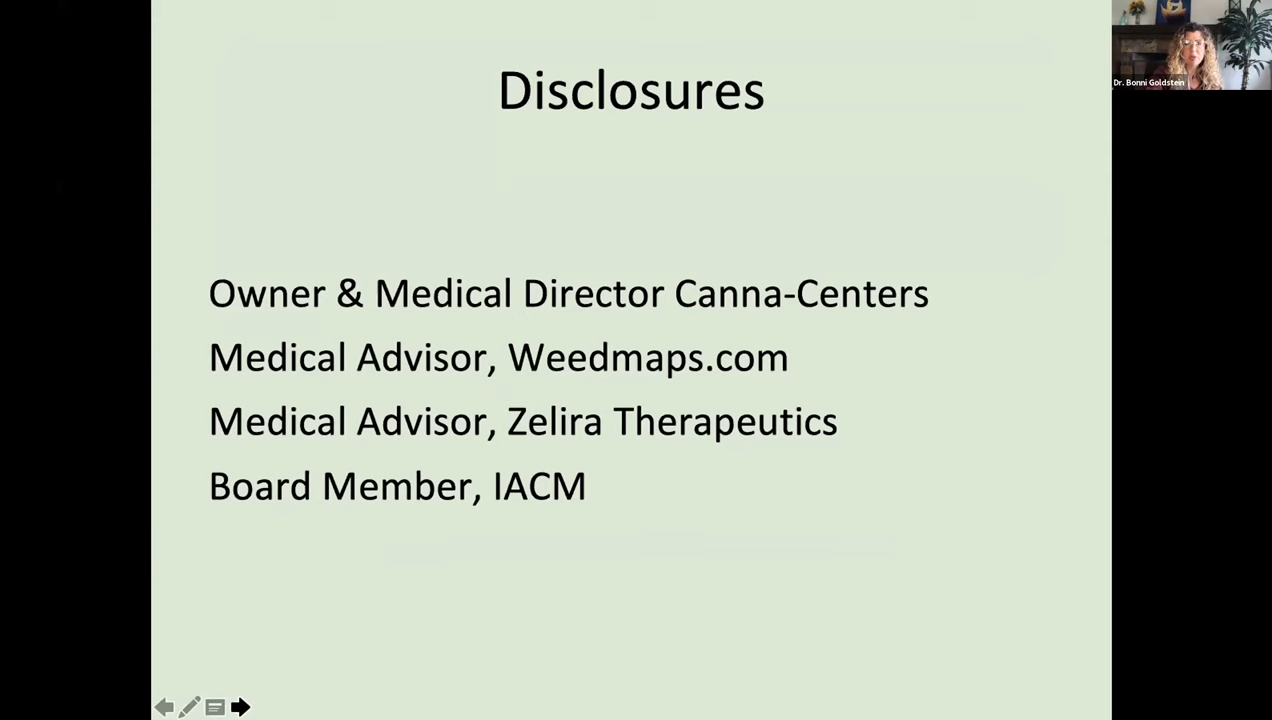 Disclosures
Dr. Bonni Goldstein
Owner & Medical Director Canna-Centers
Medical Advisor, Weedmaps.com
Medical Advisor, Zelira Therapeutics
Board Member, IACM